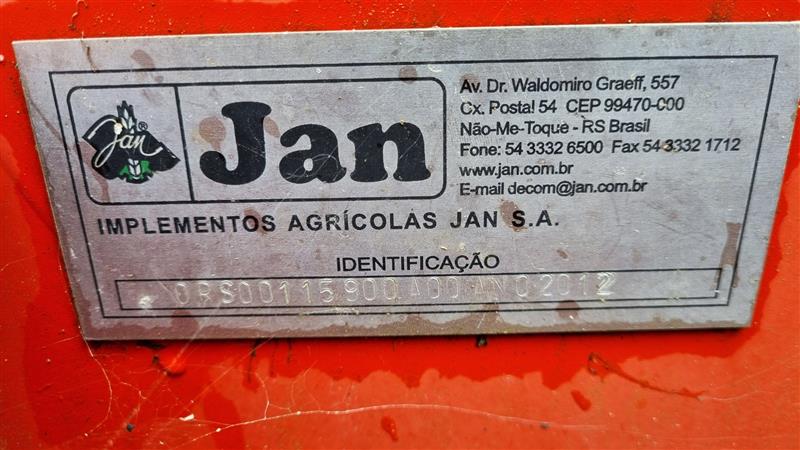 Jan
Jan ®
Av. Dr. Waldomiro Graeff, 557
Cx. Postal 54 CEP 99470-000
Não-Me-Toque - RS Brasil
Fone: 54 3332 6500 Fax 54 3332 1712
www.jan.com.br
E-mail decom@jan.com.br
IMPLEMENTOS AGRÍCOLAS JAN S.A.
IDENTIFICAÇÃO
0RS00115900A00ANO2012